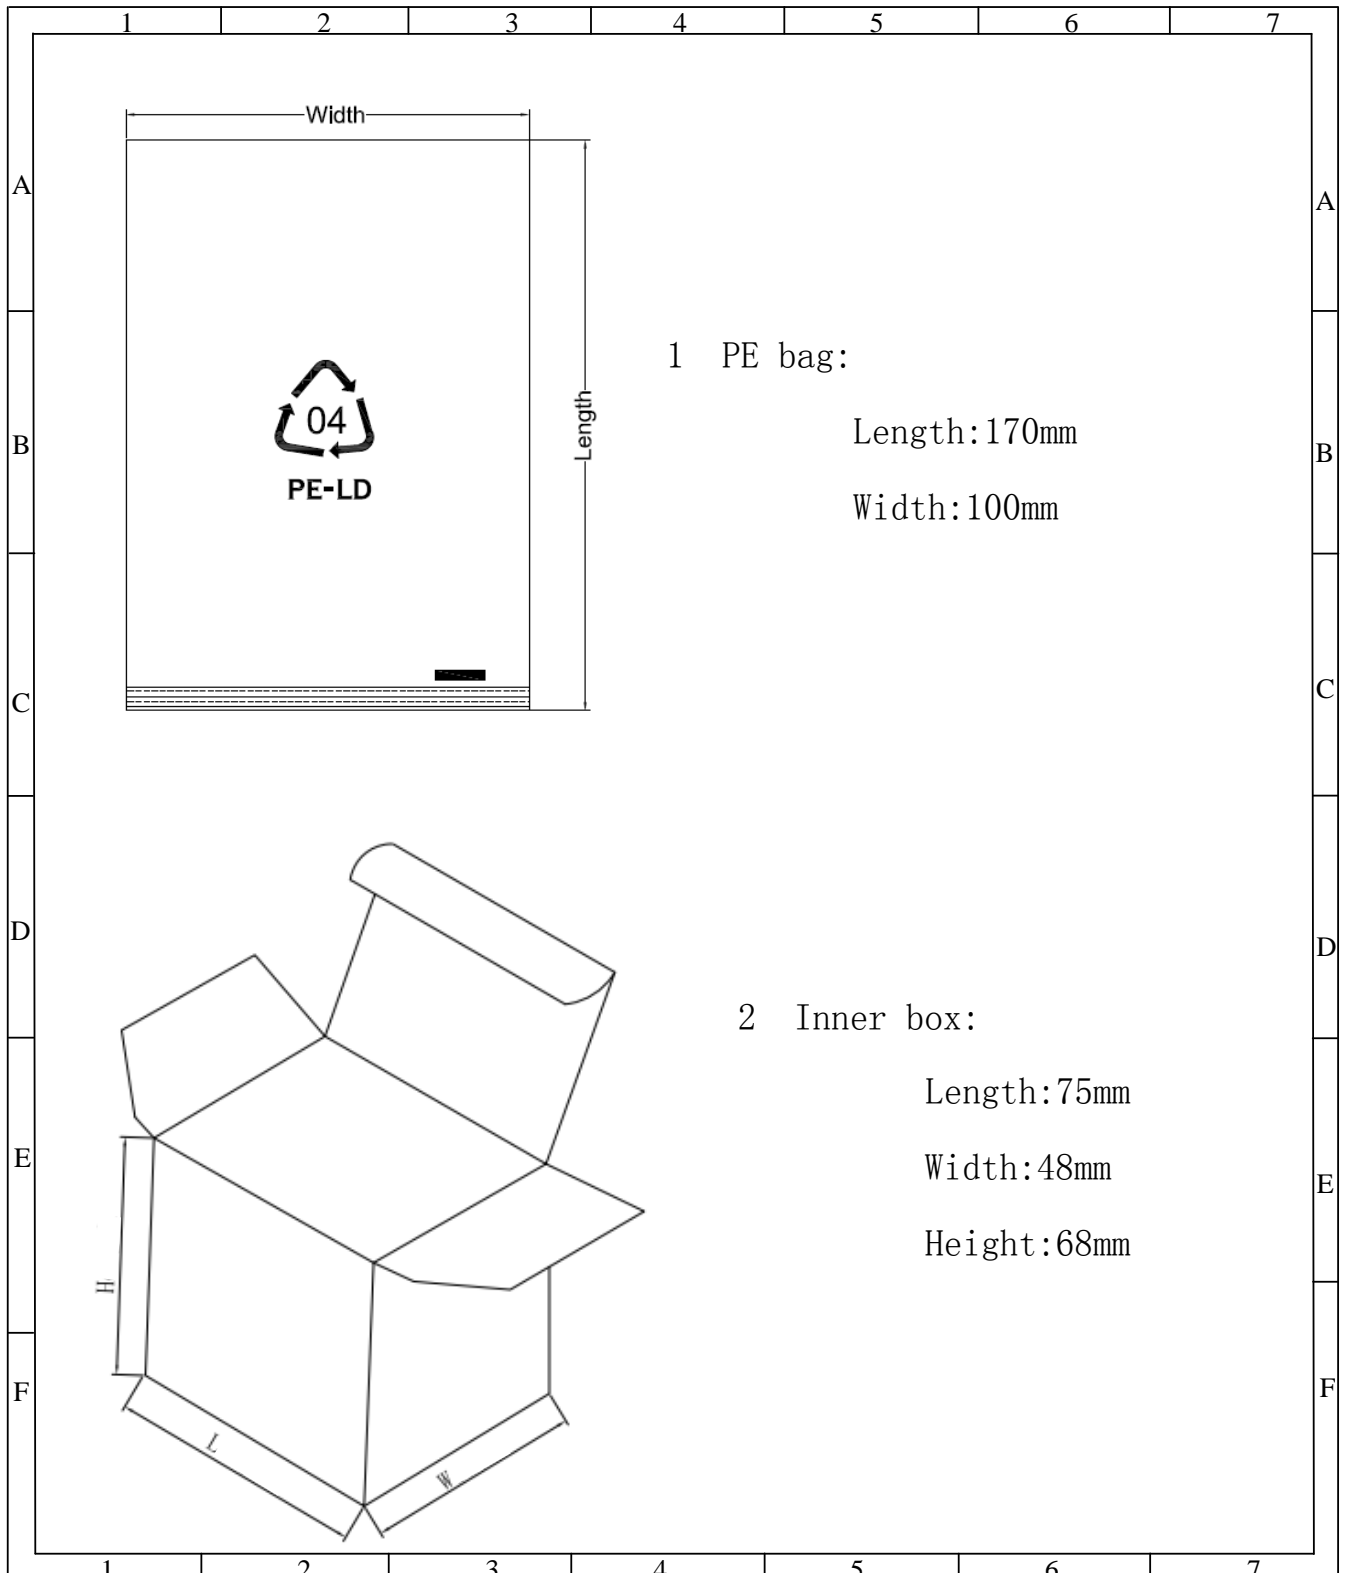 1 2 3 4 5 6 7
Width
A A
Length
1 PE bag:
04
Length:170mm
B B
PE-LD
Width:100mm
C C
D D
2 Inner box:
Length:75mm
E E
Width:48mm
Height:68mm
H
F F
L
W
1 2 3 4 5 6 7